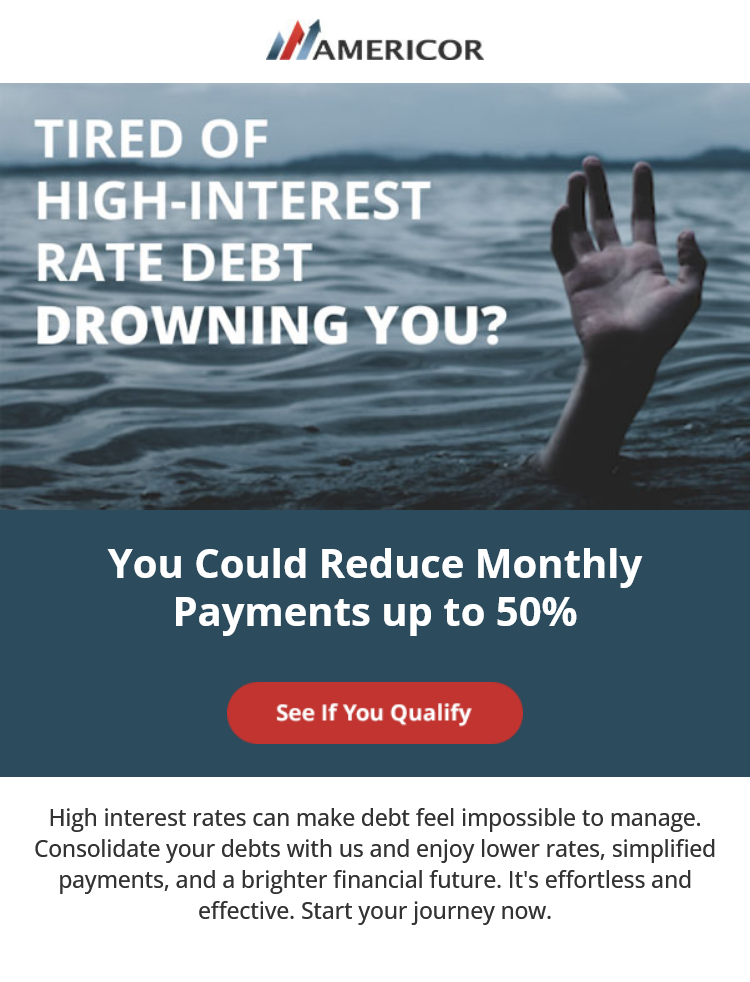 AMERICOR
TIRED OF
HIGH-INTEREST
RATE DEBT
DROWNING YOU?
You Could Reduce Monthly
Payments up to 50%
See If You Qualify
High interest rates can make debt feel impossible to manage.
Consolidate your debts with us and enjoy lower rates, simplified
payments, and a brighter financial future. It's effortless and
effective. Start your journey now.